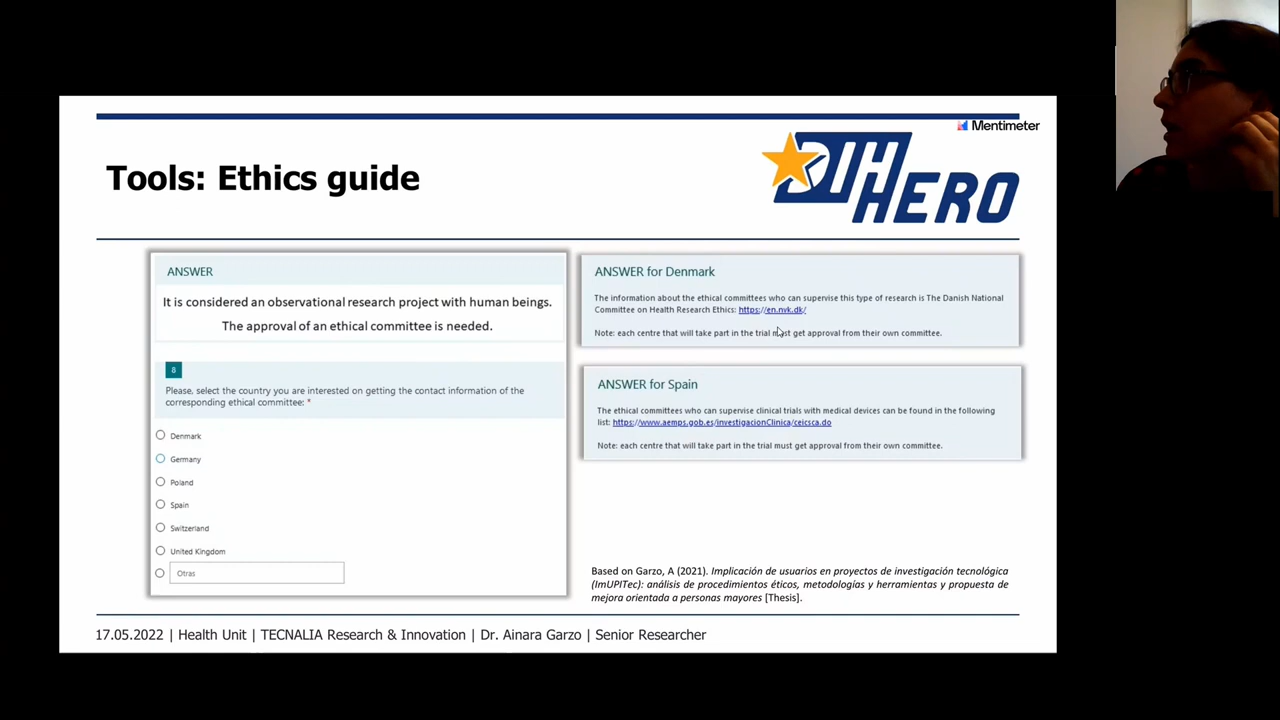 Mentimeter
Tools: Ethics guide
DIH
HERO
ANSWER
It is considered an observational research project with human beings.
The approval of an ethical committee is needed.
8
Please, select the country you are interested on getting the contact information of the
corresponding ethical committee: *
Denmark
Germany
Poland
Spain
Switzerland
United Kingdom
Otras
ANSWER for Denmark
The information about the ethical committees who can supervise this type of research is The Danish National
Committee on Health Research Ethics: https://en.nvk.dk/
Note: each centre that will take part in the trial must get approval from their own committee.
ANSWER for Spain
The ethical committees who can supervise clinical trials with medical devices can be found in the following
list: https://www.aemps.gob.es/investigacionClinica/ceicsca.do
Note: each centre that will take part in the trial must get approval from their own committee.
Based on Garzo, A (2021). Implicación de usuarios en proyectos de investigación tecnológica
(ImUPITec): análisis de procedimientos éticos, metodologías y herramientas y propuesta de
mejora orientada a personas mayores [Thesis].
17.05.2022 | Health Unit | TECNALIA Research & Innovation | Dr. Ainara Garzo | Senior Researcher